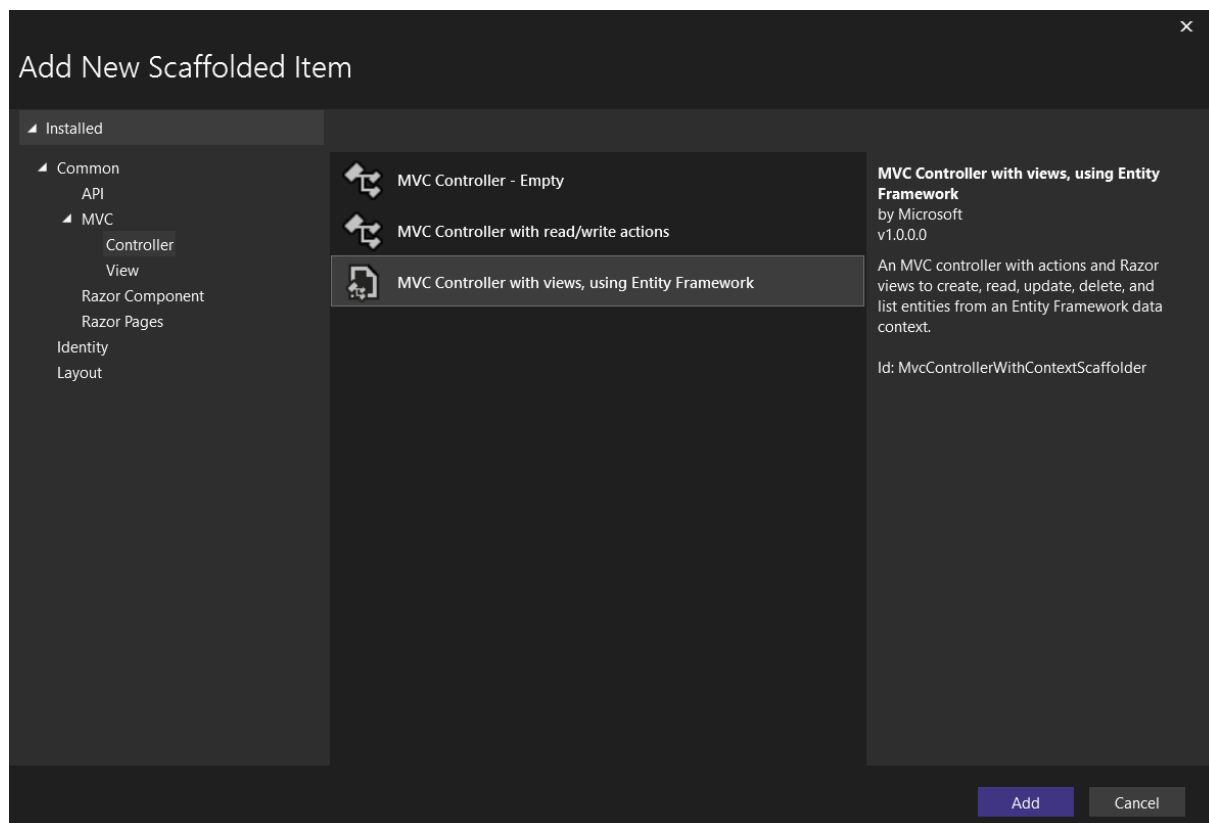 Add New Scaffolded Item
Installed
Common
API
MVC
Controller
View
Razor Component
Razor Pages
Identity
Layout
MVC Controller - Empty
MVC Controller with read/write actions
MVC Controller with views, using Entity Framework
MVC Controller with views, using Entity
Framework
by Microsoft
v1.0.0.0
An MVC controller with actions and Razor
views to create, read, update, delete, and
list entities from an Entity Framework data
context.
Id: MvcControllerWithContextScaffolder
Add
Cancel